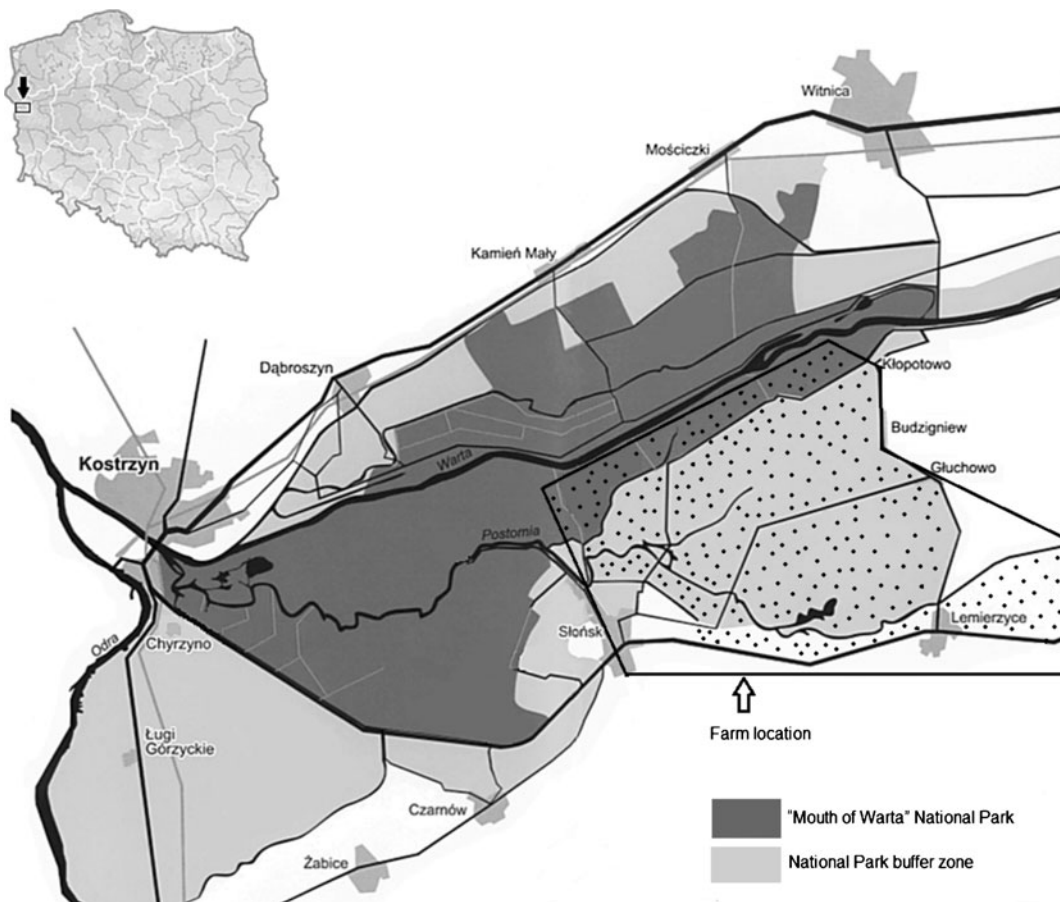 Witnica
Mościczki
Kamień Mały
Dąbroszyn
Kłopotowo
Budzigniew
Kostrzyn
Warta
Głuchowo
Postomia
Odra
Chyrzyno
Słońsk
Lemierzyce
Ługi
Górzyckie
Farm location
Czarnów
Żabice
"Mouth of Warta" National Park
National Park buffer zone